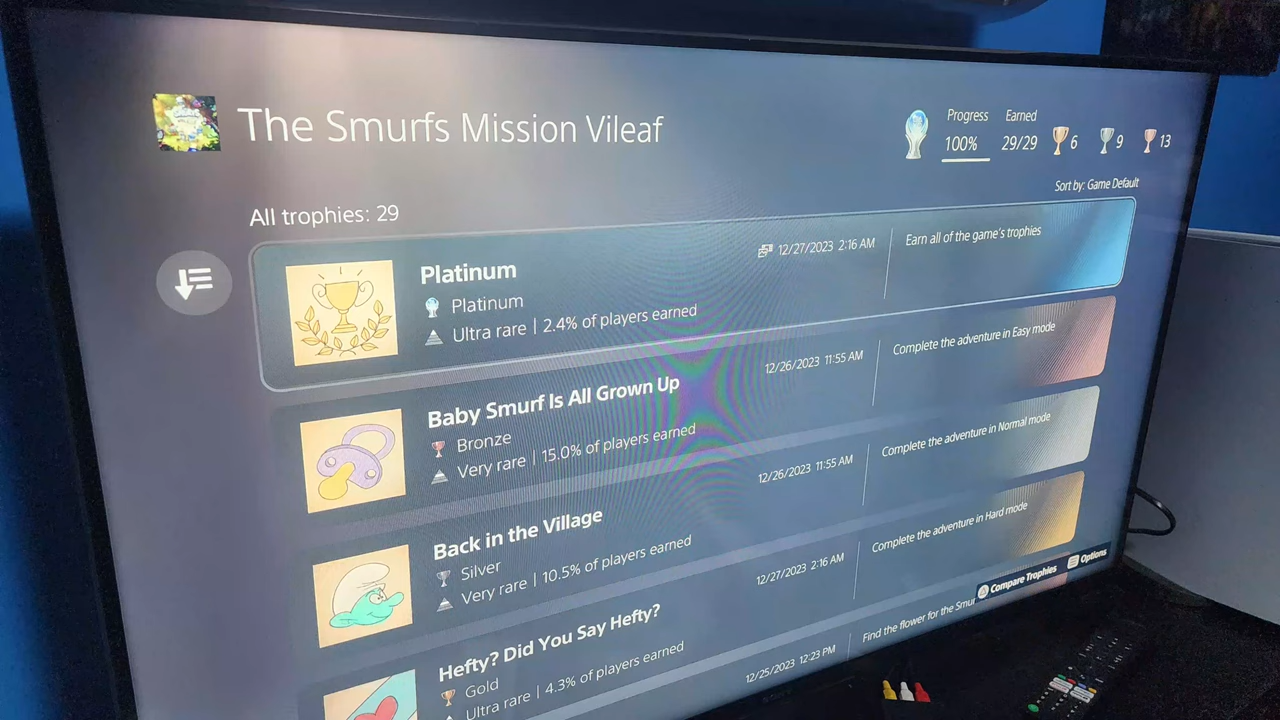 The Smurfs Mission Vileaf
Progress
100%
Earned
29/29
6
9
13
Sort by: Game Default
All trophies: 29
Platinum
Platinum
Ultra rare | 2.4% of players earned
12/27/2023 2:16 AM
Earn all of the game's trophies
Baby Smurf Is All Grown Up
Bronze
Very rare | 15.0% of players earned
12/26/2023 11:55 AM
Complete the adventure in Easy mode
Back in the Village
Silver
Very rare | 10.5% of players earned
12/26/2023 11:55 AM
Complete the adventure in Normal mode
Hefty? Did You Say Hefty?
Gold
Ultra rare | 4.3% of players earned
12/27/2023 2:16 AM
Complete the adventure in Hard mode
12/25/2023 12:23 PM
Find the flower for the Smur
Compare Trophies
Options